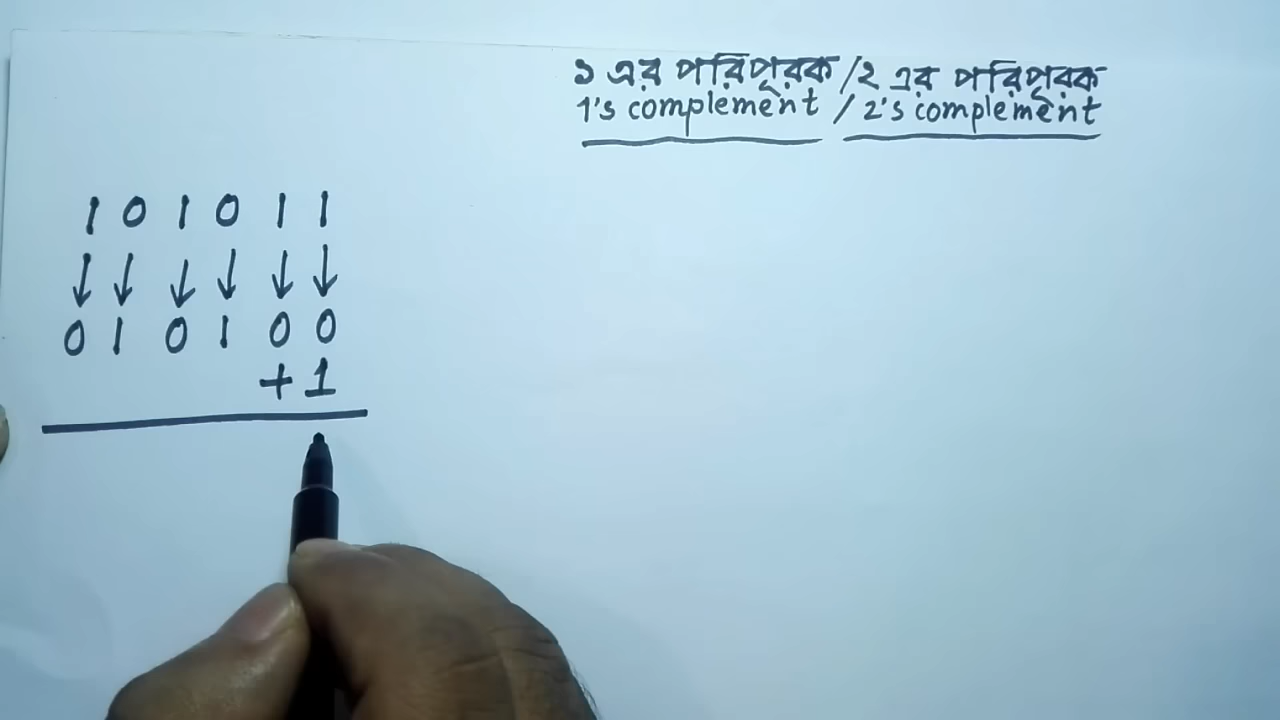 ১ এর পরিপূরক / ২ এর পরিপূরক
1's complement / 2's complement
1 0 1 0 1 1
↓ ↓ ↓ ↓ ↓ ↓
0 1 0 1 0 0
+ 1